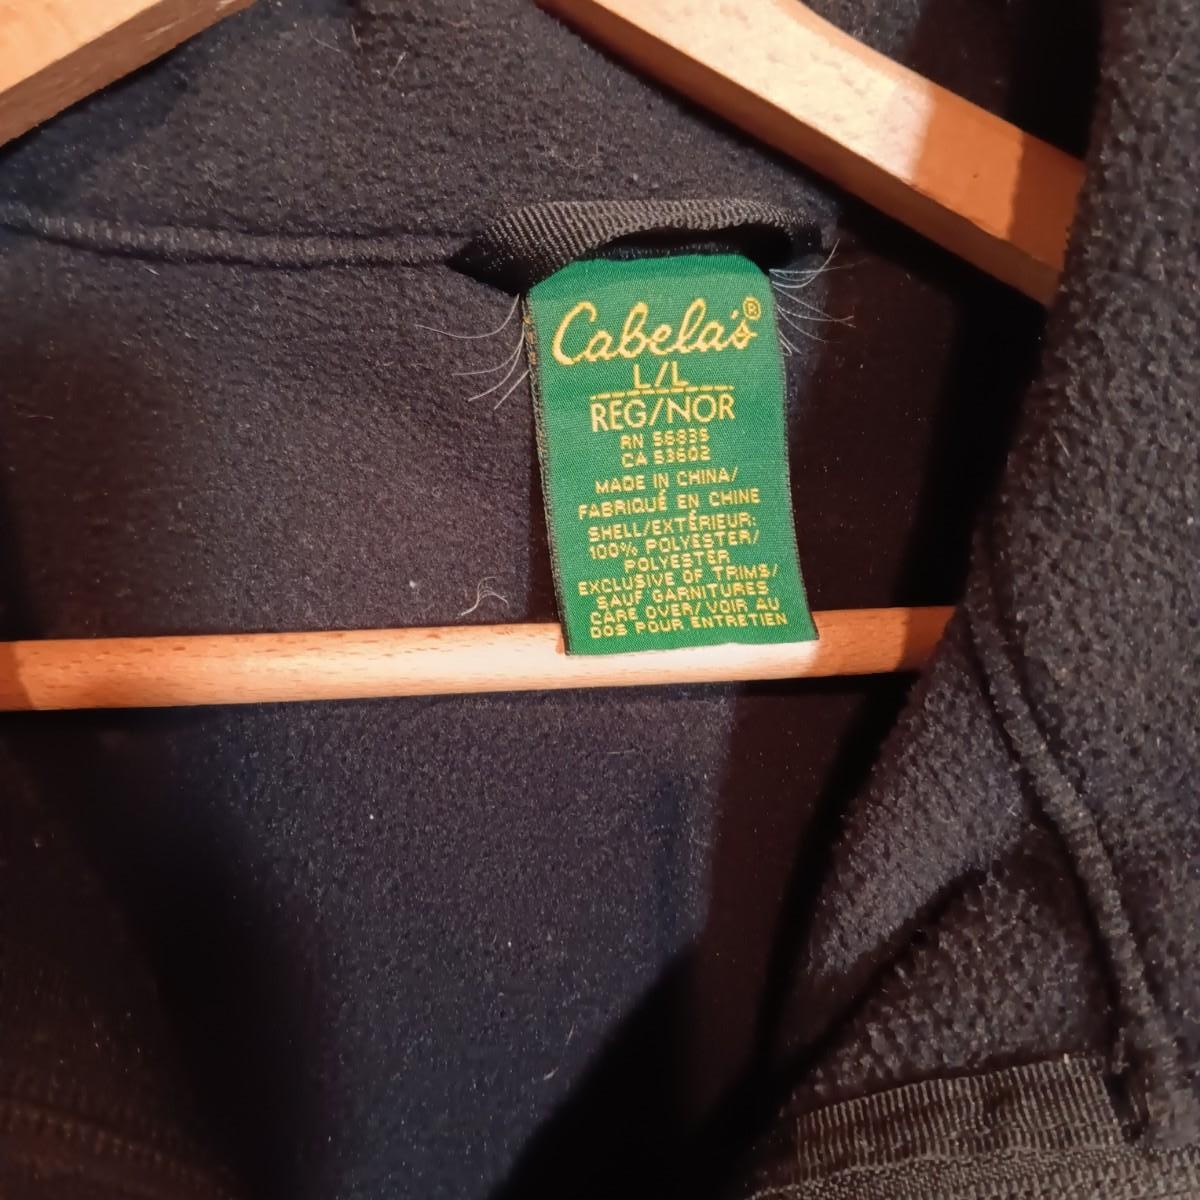 Cabela's®
L/L
REG/NOR
RN 56835
CA 53602
MADE IN CHINA/
FABRIQUÉ EN CHINE
SHELL/EXTÉRIEUR:
100% POLYESTER/
POLYESTER
EXCLUSIVE OF TRIMS/
SAUF GARNITURES
CARE OVER/VOIR AU
DOS POUR ENTRETIEN